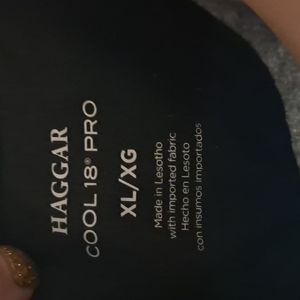 HAGGAR
COOL 18® PRO
XL/XG
Made in Lesotho
with imported fabric
Hecho en Lesoto
con insumos importados